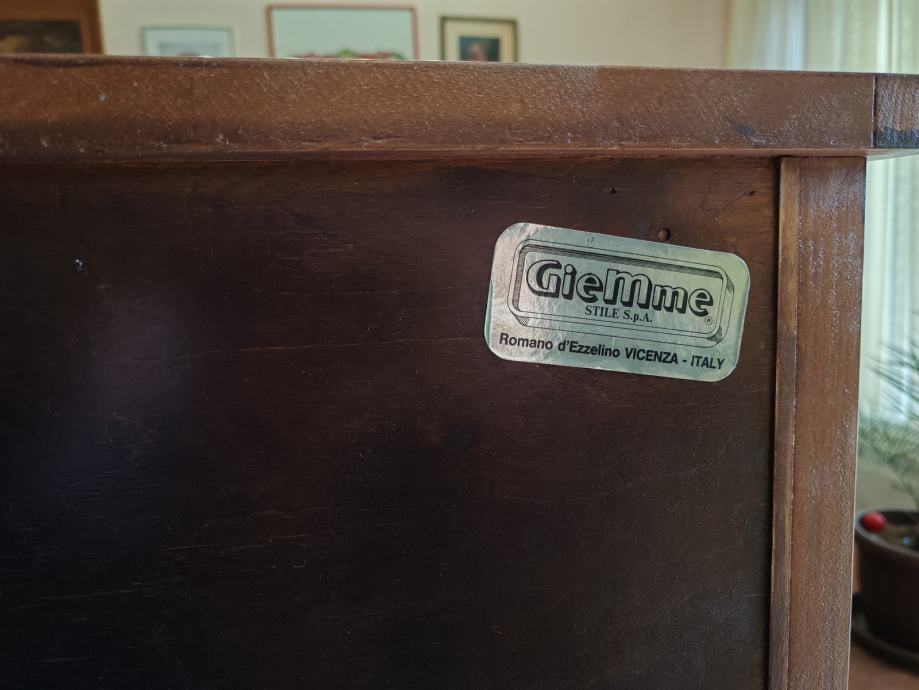 GieMme
STILE S.p.A.
®
Romano d'Ezzelino VICENZA - ITALY